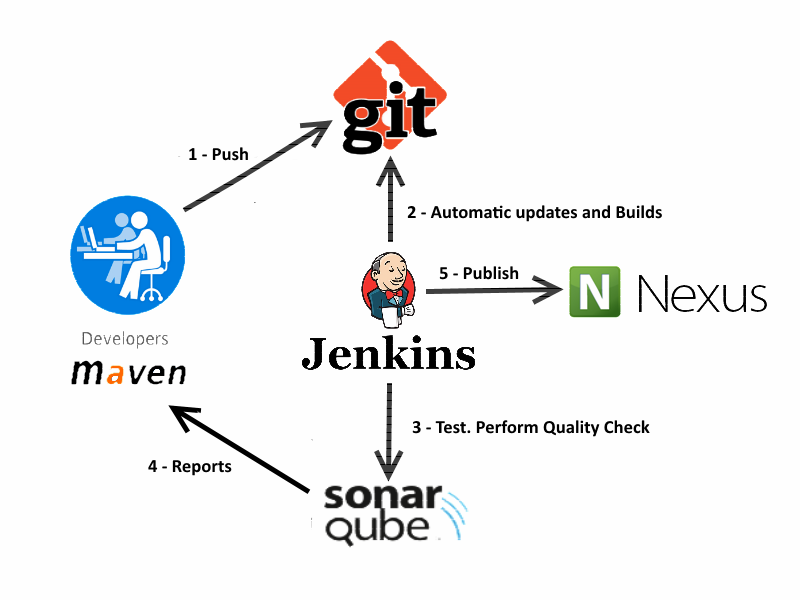 git
1 - Push
2 - Automatic updates and Builds
5 - Publish
N Nexus
Developers
maven
Jenkins
3 - Test. Perform Quality Check
4 - Reports
sonar
qube